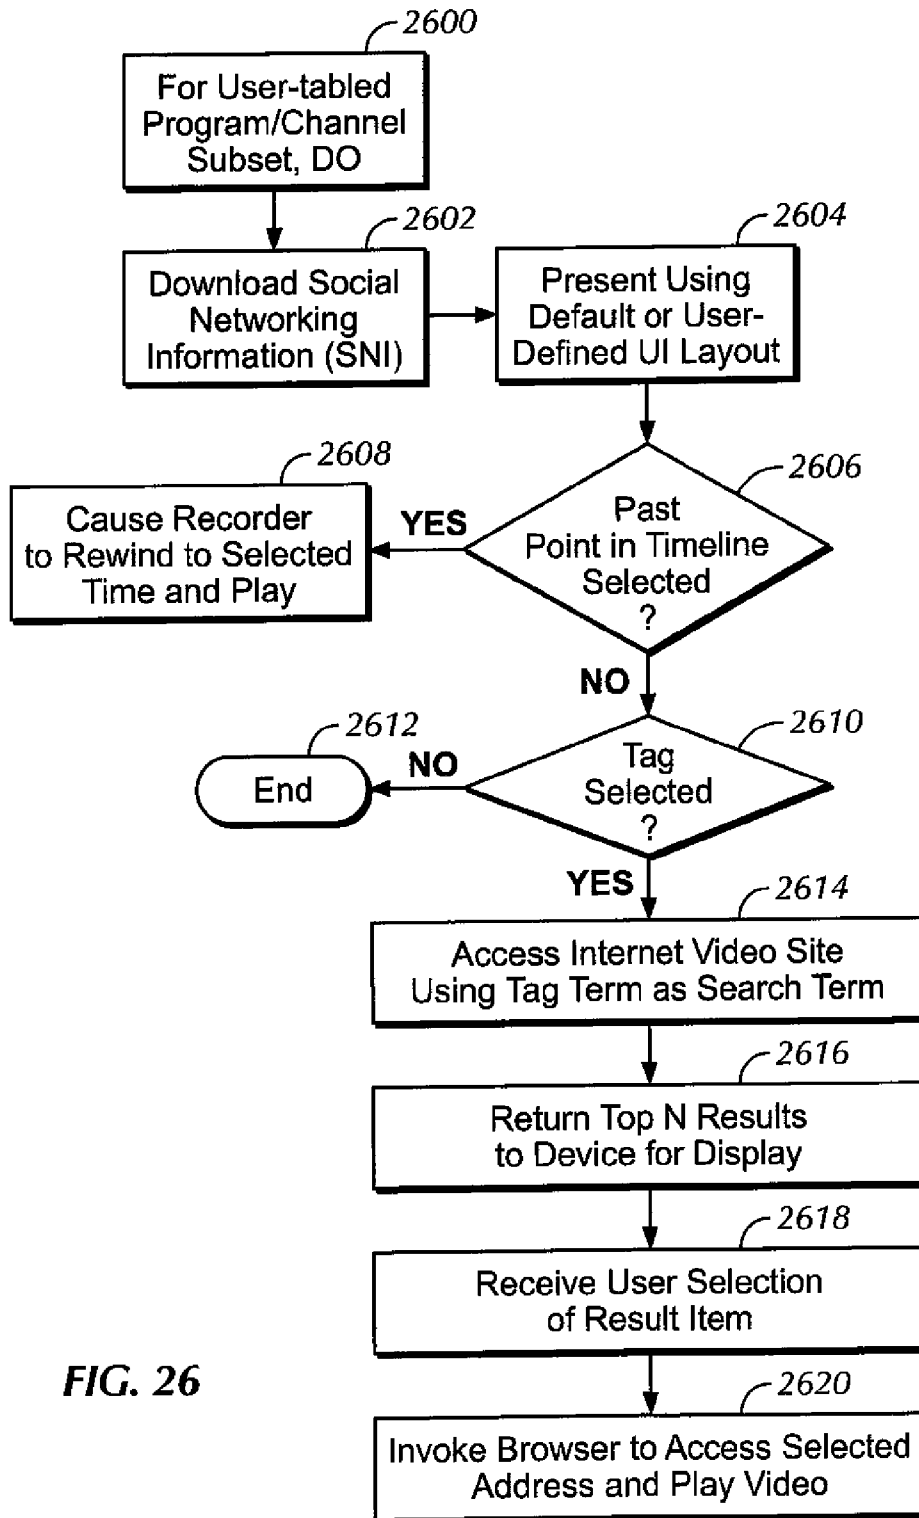 2600
For User-tabled
Program/Channel
Subset, DO
2602
Download Social
Networking
Information (SNI)
2604
Present Using
Default or User-
Defined UI Layout
2606
Past
Point in Timeline
Selected
?
YES
2608
Cause Recorder
to Rewind to Selected
Time and Play
NO
2610
Tag
Selected
?
NO
2612
End
YES
2614
Access Internet Video Site
Using Tag Term as Search Term
2616
Return Top N Results
to Device for Display
2618
Receive User Selection
of Result Item
2620
Invoke Browser to Access Selected
Address and Play Video
FIG. 26